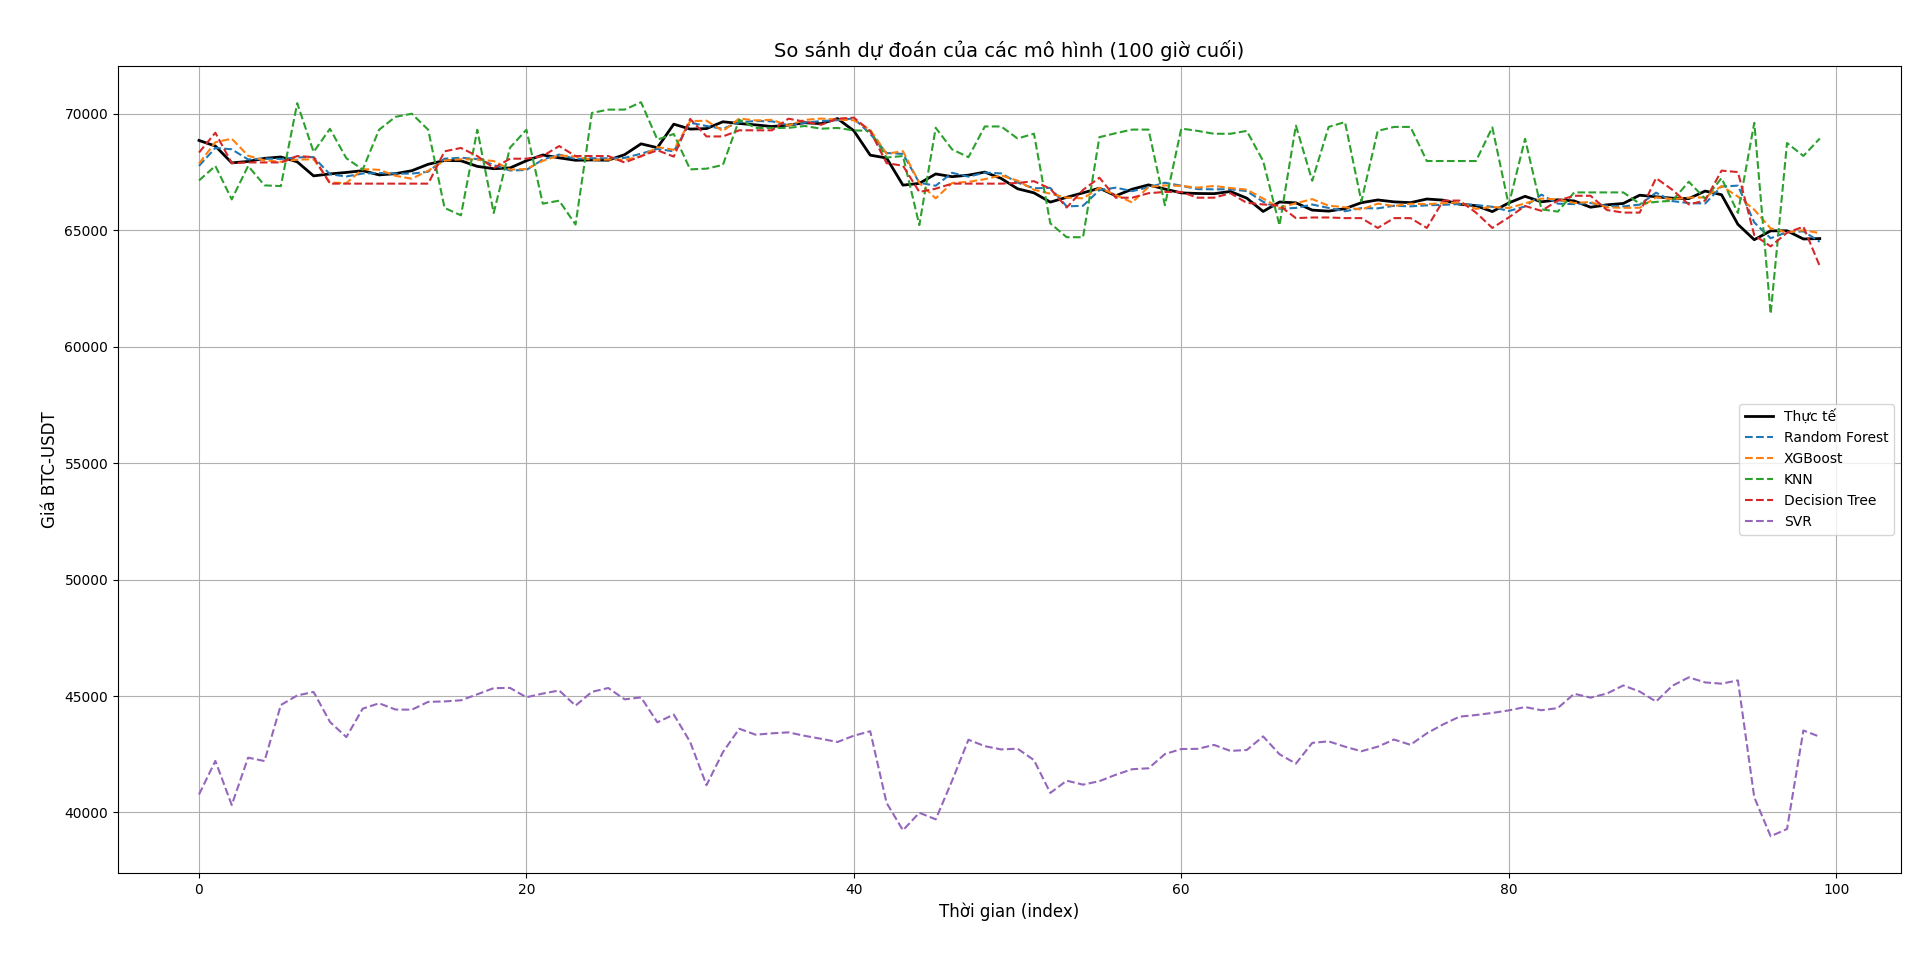 So sánh dự đoán của các mô hình (100 giờ cuối)
70000
65000
60000
55000
50000
45000
40000
Giá BTC-USDT
Thực tế
Random Forest
XGBoost
KNN
Decision Tree
SVR
0 20 40 60 80 100
Thời gian (index)